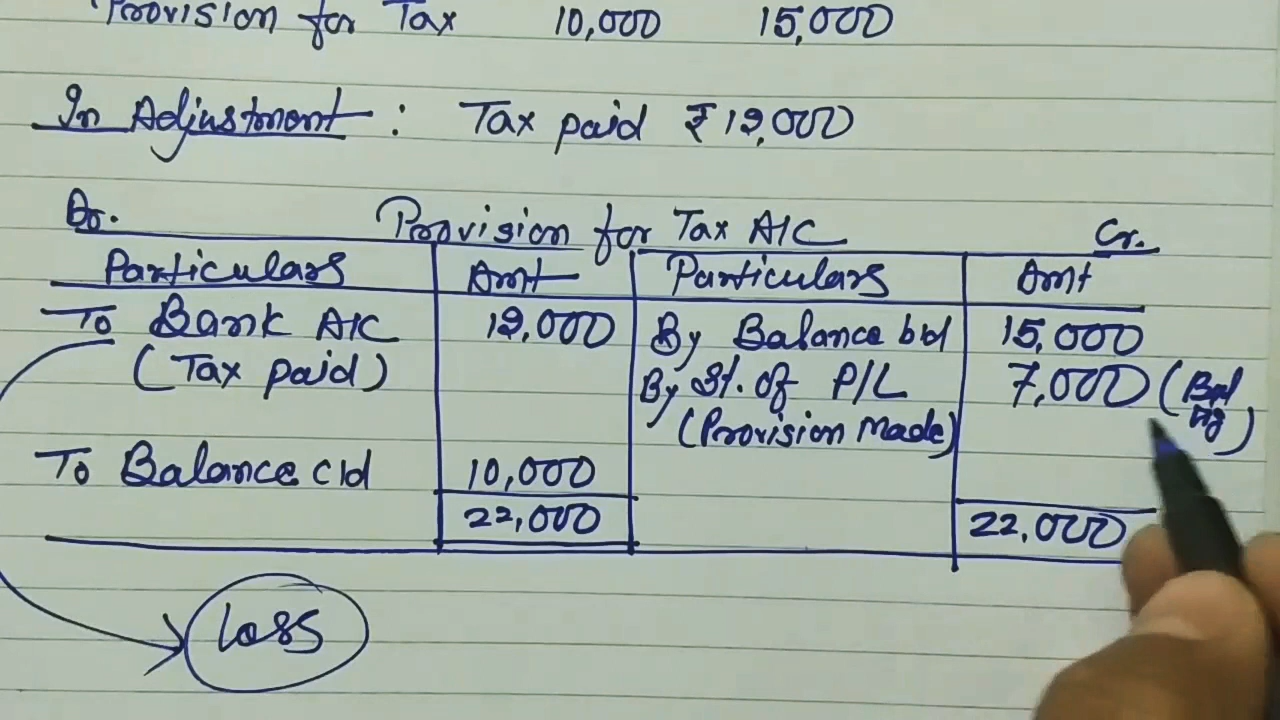 Provision for Tax 10,000 15,000
In Adjustment : Tax paid ₹12,000
Dr. Provision for Tax A/C Cr.
Particulars Amt Particulars Amt
To Bank A/C 12,000 By Balance b/d 15,000
(Tax paid) By St. of P/L 7,000 (Bal fig)
(Provision Made)
To Balance c/d 10,000
22,000 22,000
Loss